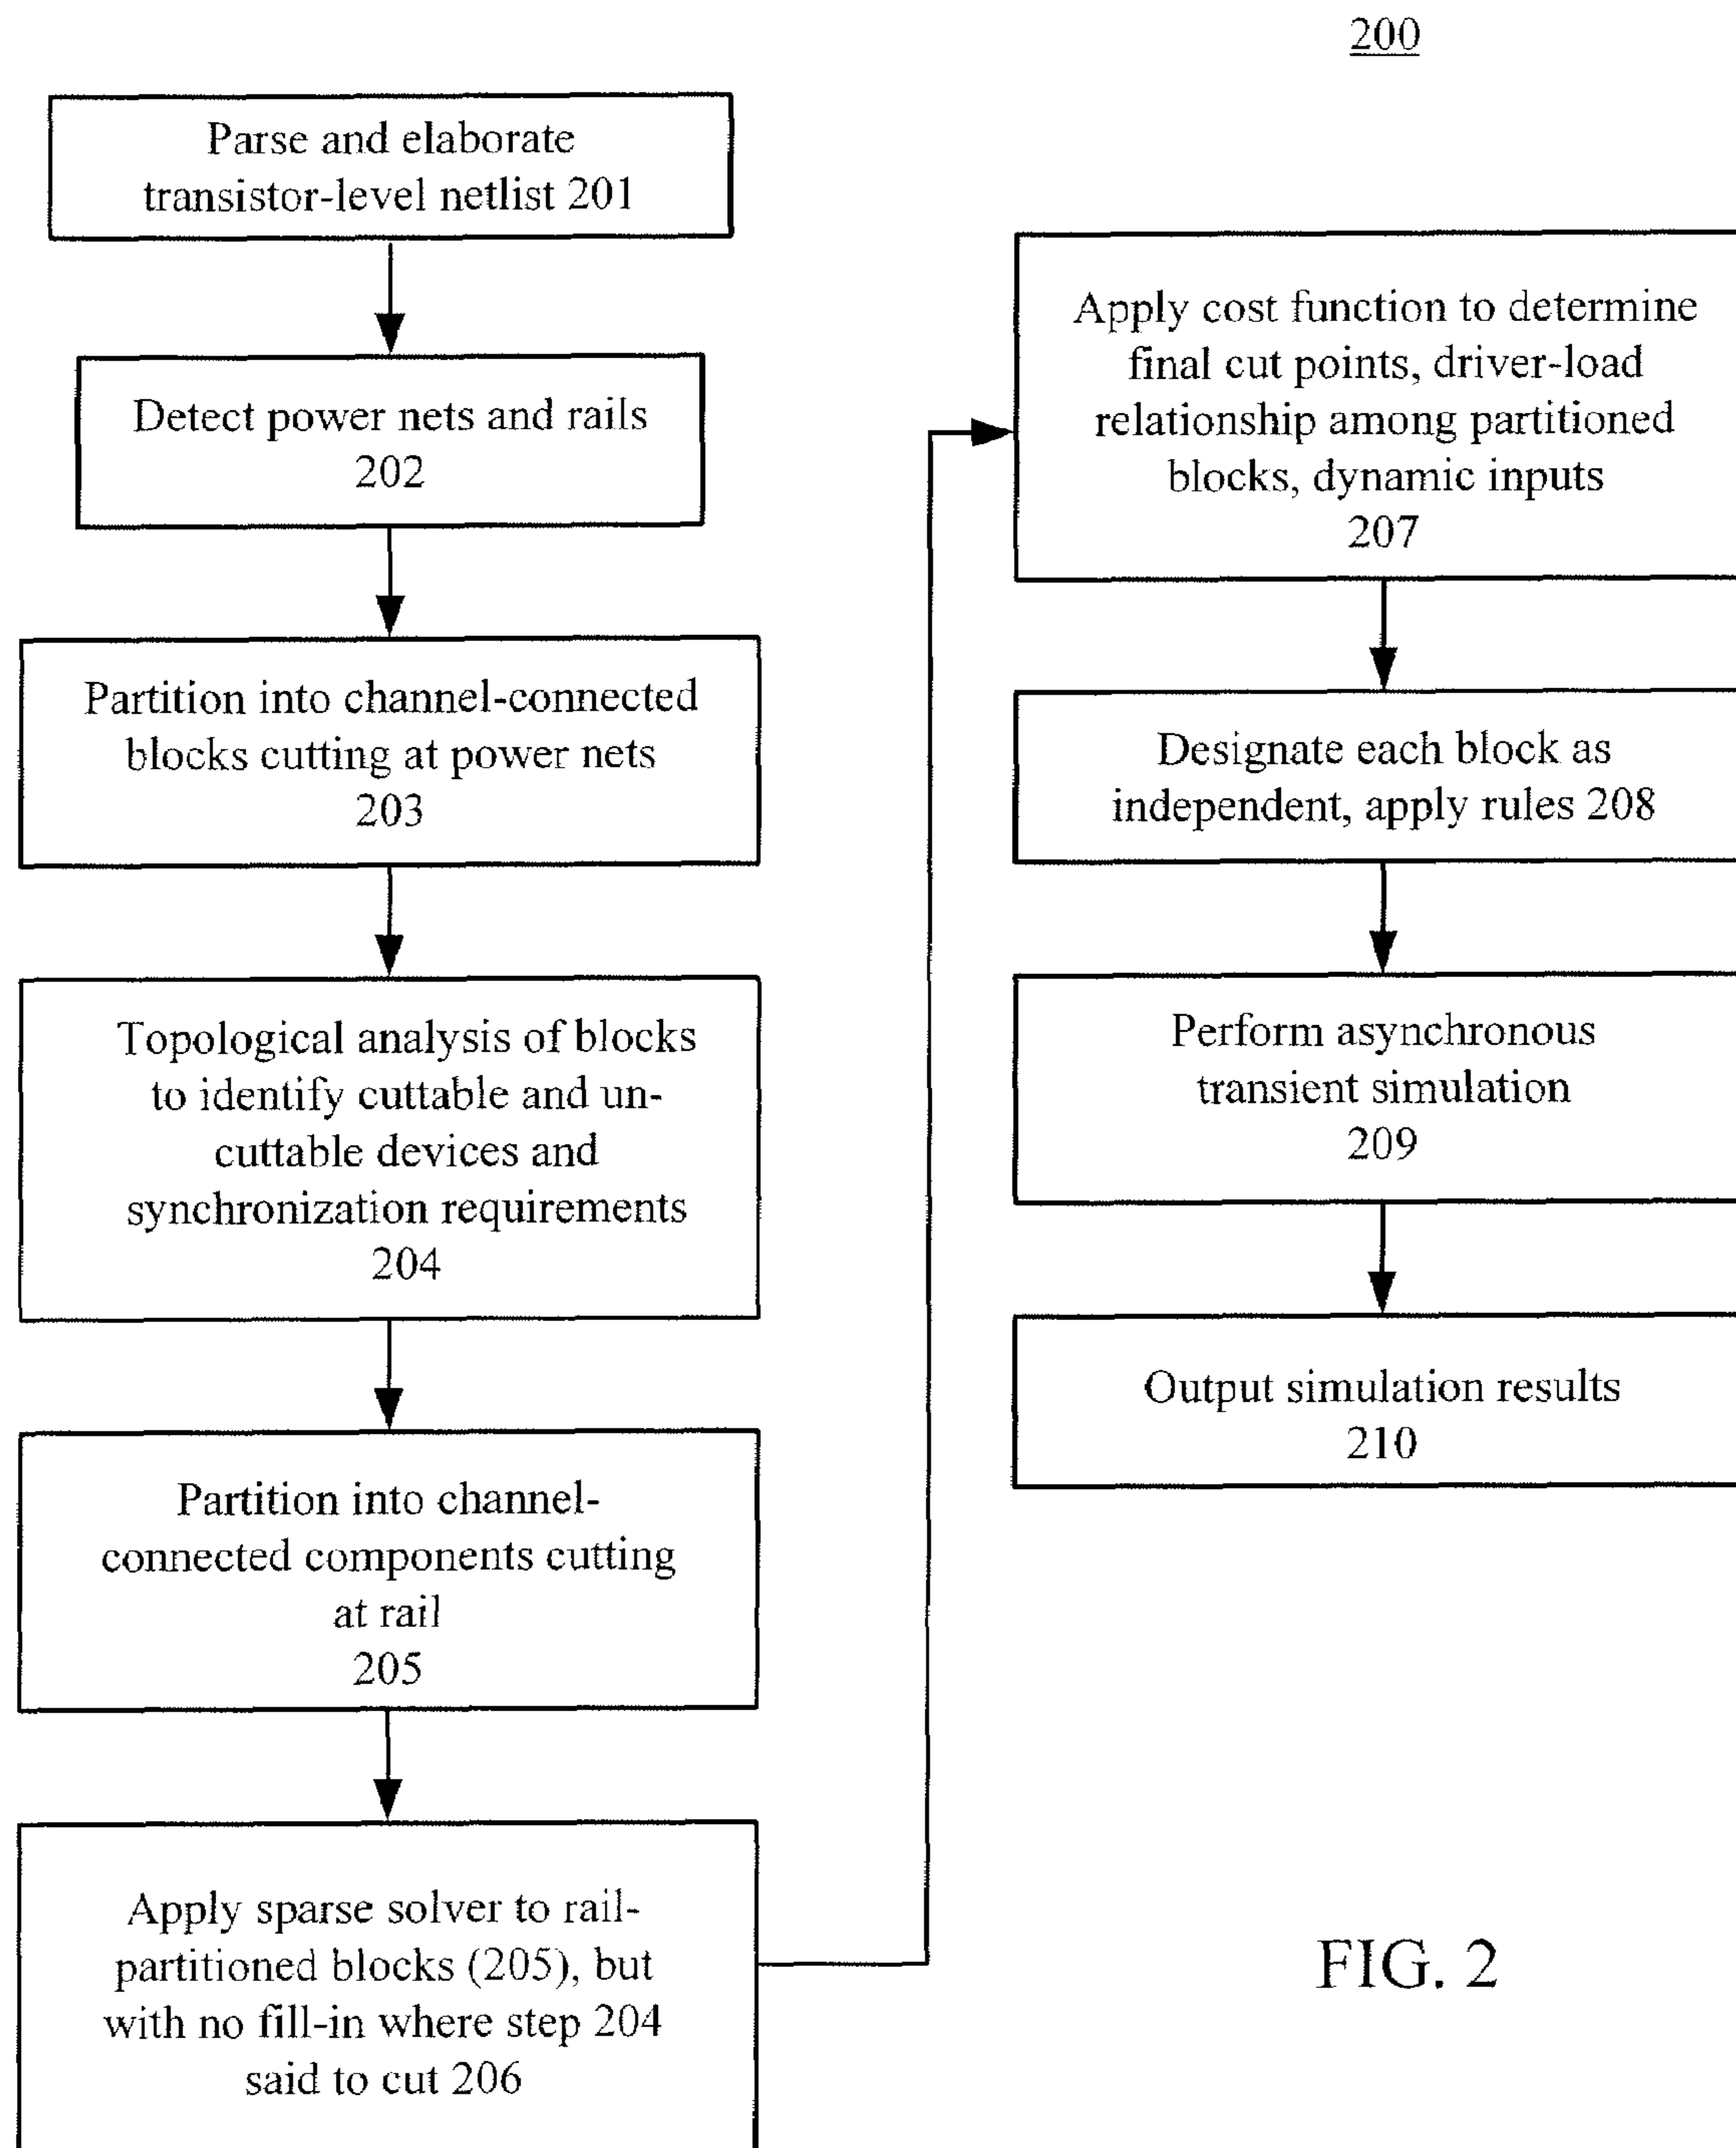 200
Parse and elaborate
transistor-level netlist 201
Detect power nets and rails
202
Partition into channel-connected
blocks cutting at power nets
203
Topological analysis of blocks
to identify cuttable and un-
cuttable devices and
synchronization requirements
204
Partition into channel-
connected components cutting
at rail
205
Apply sparse solver to rail-
partitioned blocks (205), but
with no fill-in where step 204
said to cut 206
Apply cost function to determine
final cut points, driver-load
relationship among partitioned
blocks, dynamic inputs
207
Designate each block as
independent, apply rules 208
Perform asynchronous
transient simulation
209
Output simulation results
210
FIG. 2